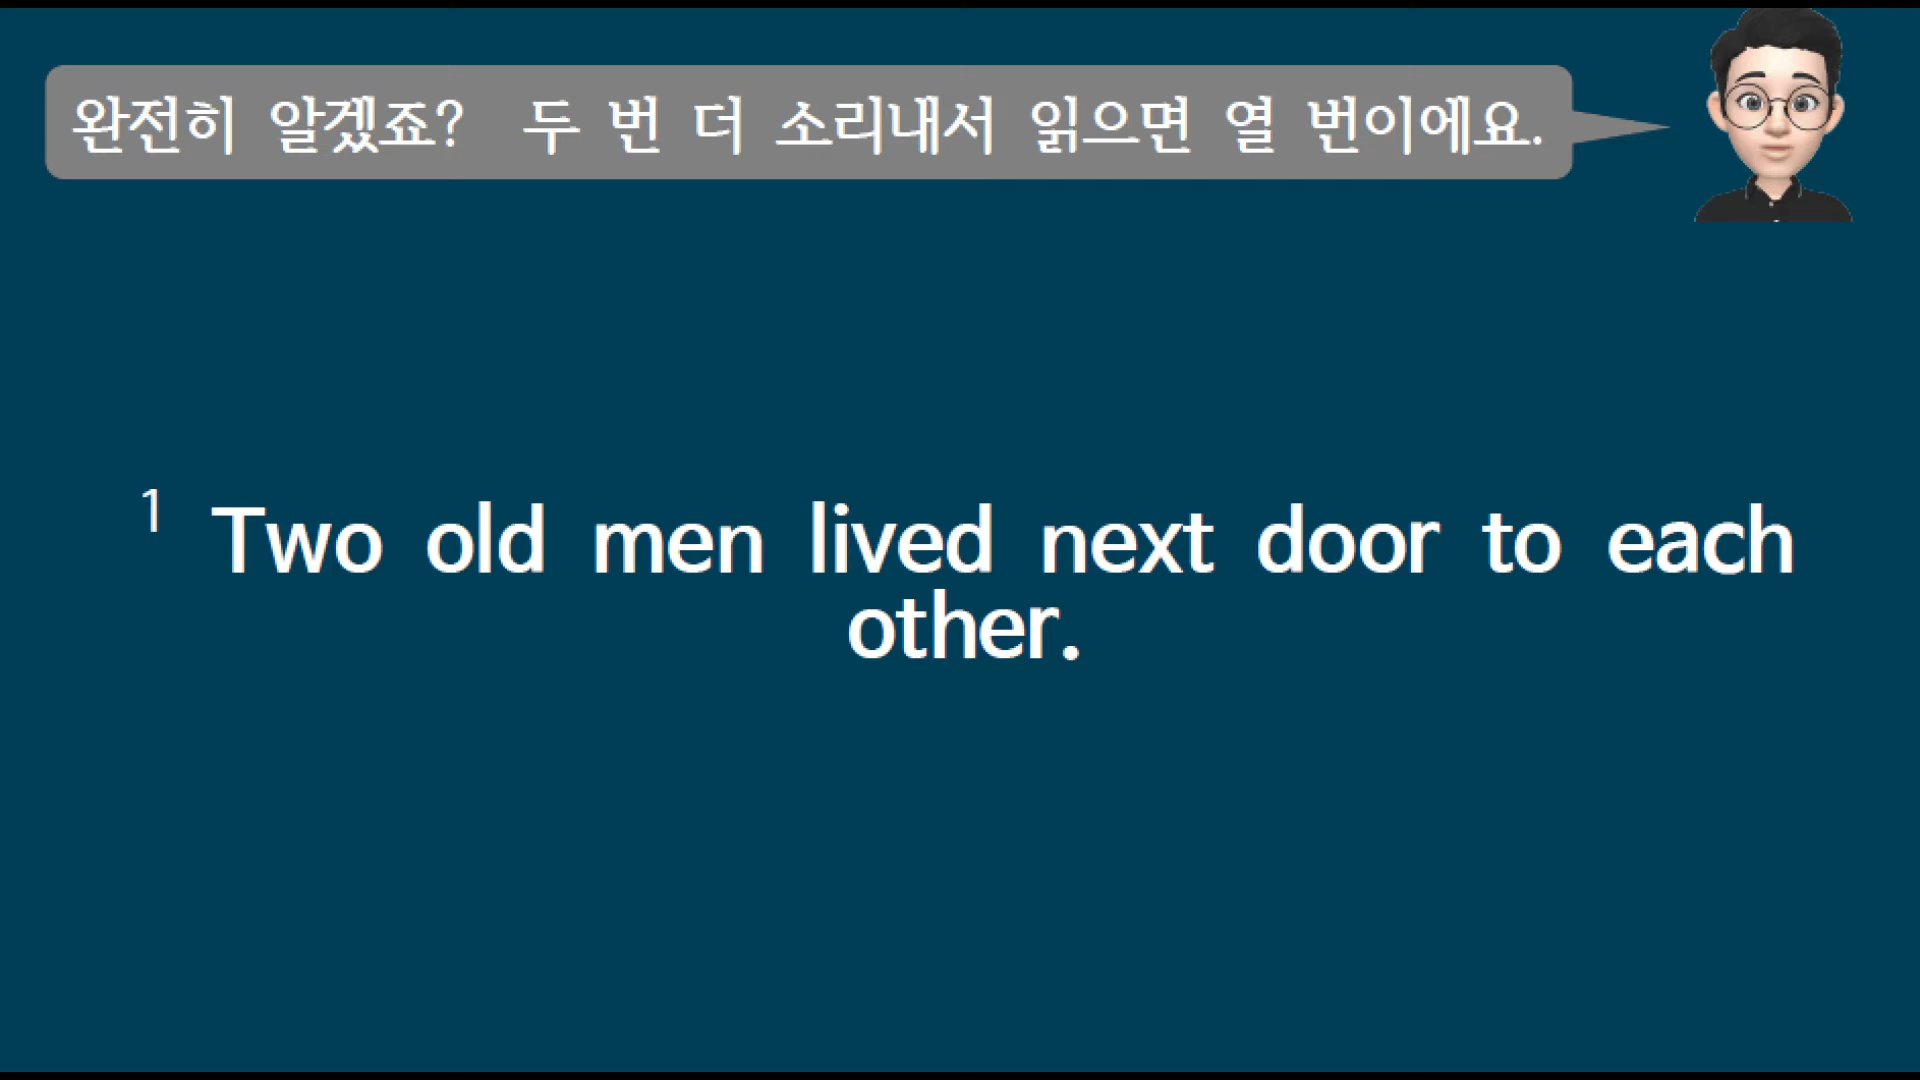 완전히 알겠죠? 두 번 더 소리내서 읽으면 열 번이에요.
1 Two old men lived next door to each
other.